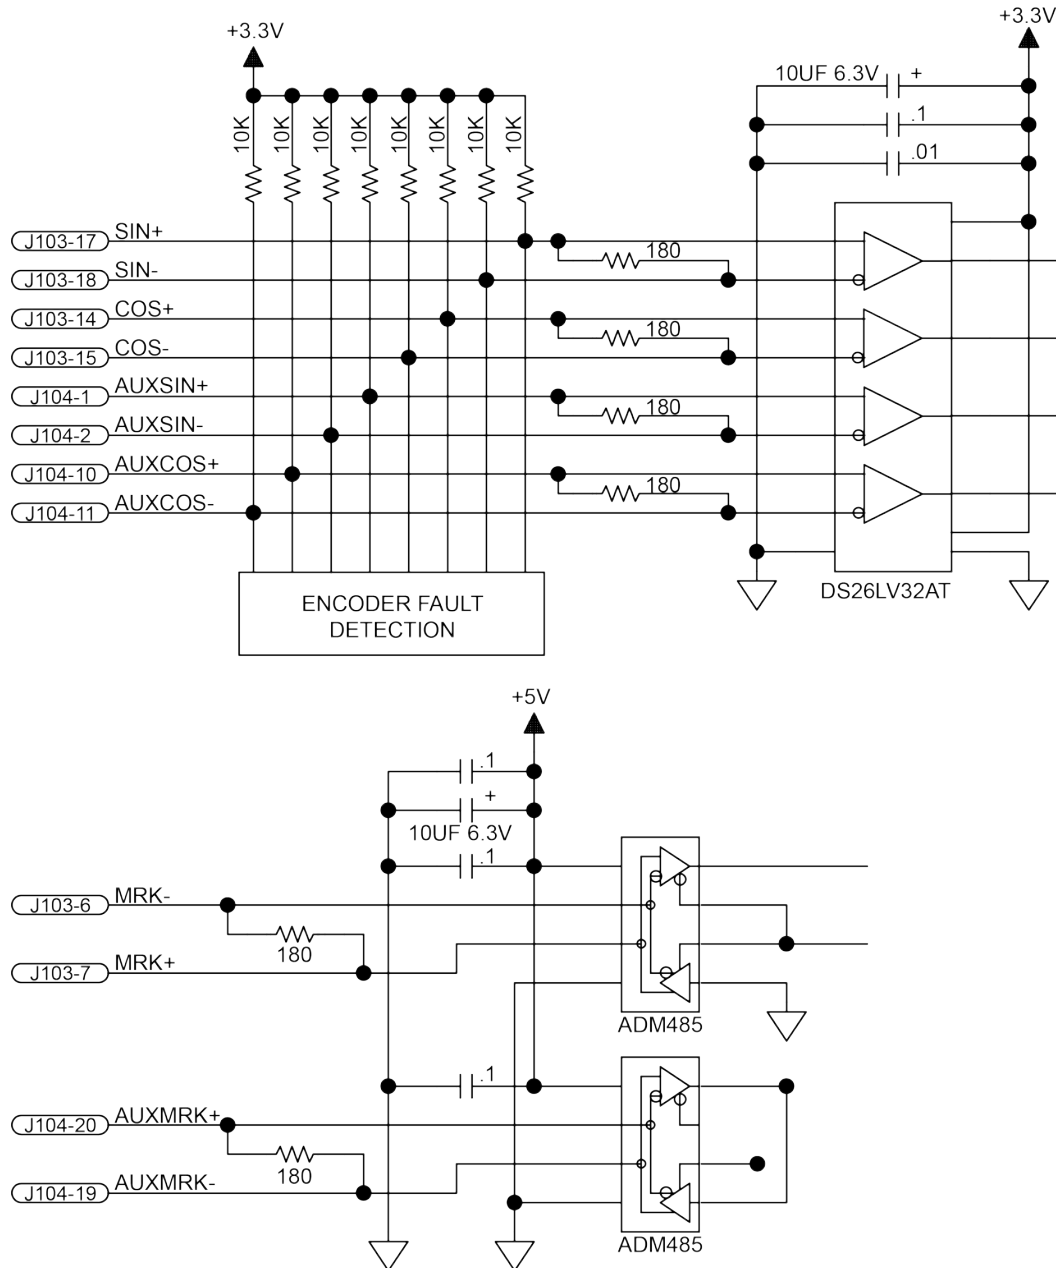 +3.3V
+3.3V
10UF 6.3V +
.1
.01
10K 10K 10K 10K 10K 10K 10K 10K
J103-17 SIN+
180
J103-18 SIN-
J103-14 COS+
180
J103-15 COS-
J104-1 AUXSIN+
180
J104-2 AUXSIN-
J104-10 AUXCOS+
180
J104-11 AUXCOS-
DS26LV32AT
ENCODER FAULT
DETECTION
+5V
.1
+
10UF 6.3V
.1
J103-6 MRK-
180
J103-7 MRK+
ADM485
.1
J104-20 AUXMRK+
180
J104-19 AUXMRK-
ADM485